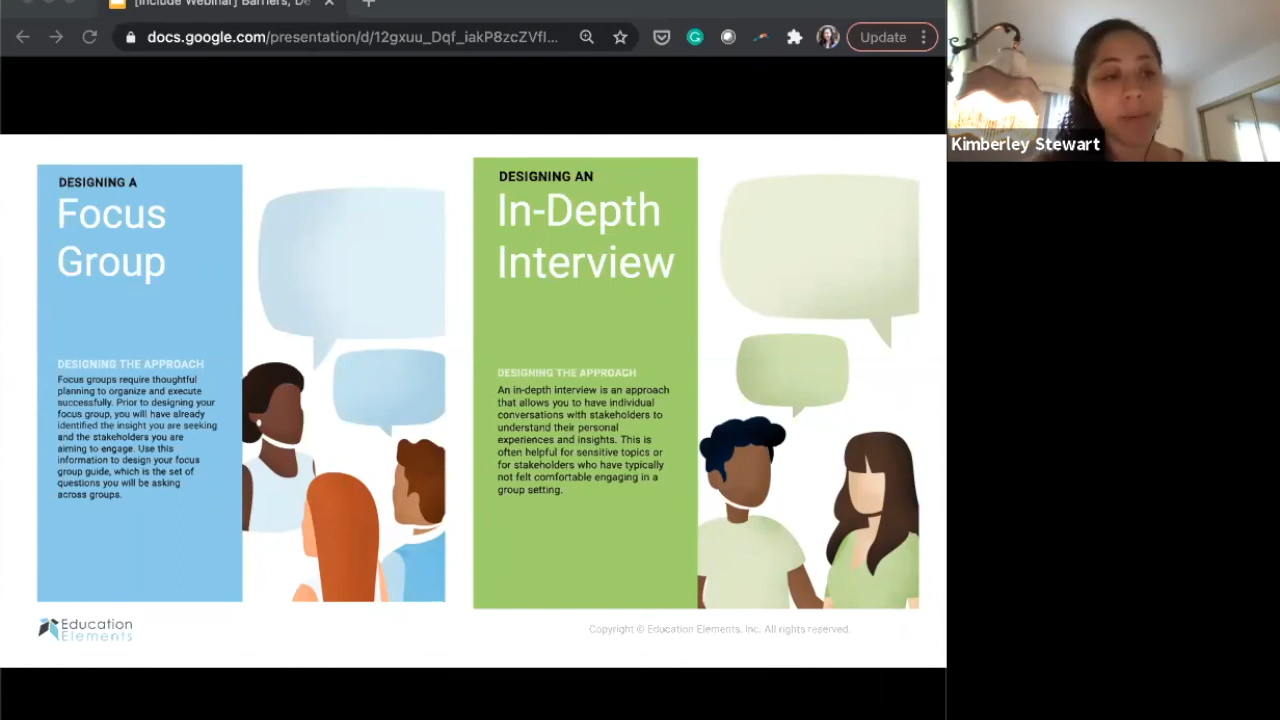 [Include Webinar] Barriers, De
docs.google.com/presentation/d/12gxuu_Dqf_iakP8zcZVfl...
Update
Kimberley Stewart
DESIGNING A
Focus
Group
DESIGNING THE APPROACH
Focus groups require thoughtful
planning to organize and execute
successfully. Prior to designing your
focus group, you will have already
identified the insight you are seeking
and the stakeholders you are
aiming to engage. Use this
information to design your focus
group guide, which is the set of
questions you will be asking
across groups.
DESIGNING AN
In-Depth
Interview
DESIGNING THE APPROACH
An in-depth interview is an approach
that allows you to have individual
conversations with stakeholders to
understand their personal
experiences and insights. This is
often helpful for sensitive topics or
for stakeholders who have typically
not felt comfortable engaging in a
group setting.
Education
Elements
Copyright © Education Elements, Inc. All rights reserved.